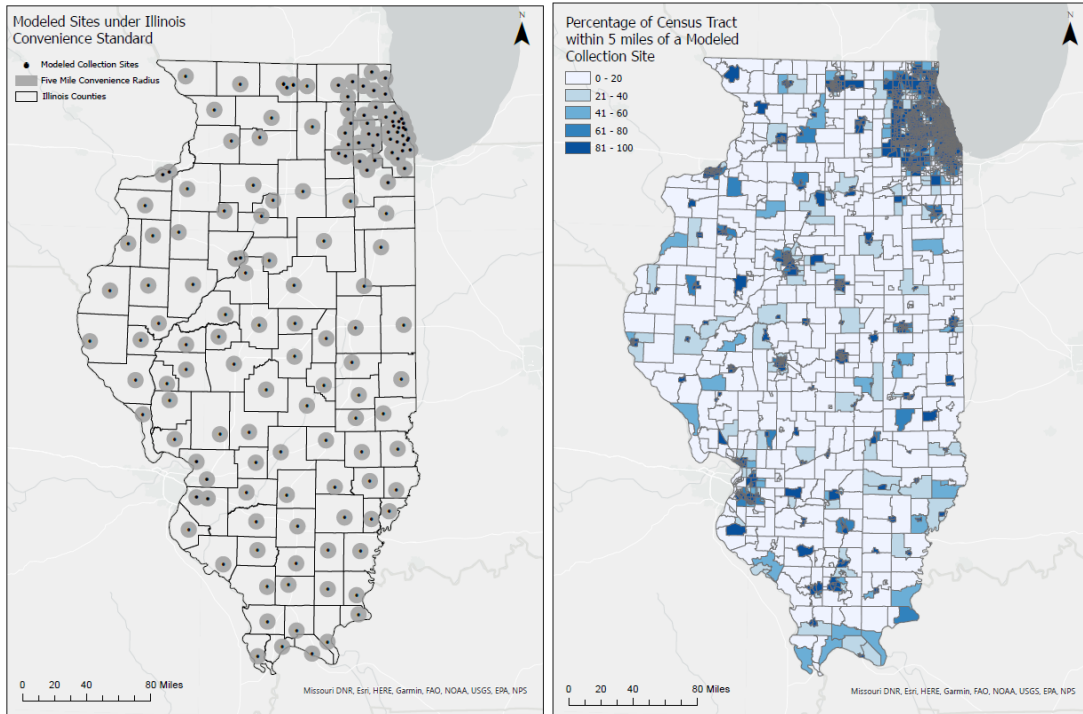 Modeled Sites under Illinois
Convenience Standard
Modeled Collection Sites
Five Mile Convenience Radius
Illinois Counties
N
0 20 40 80 Miles
Missouri DNR, Esri, HERE, Garmin, FAO, NOAA, USGS, EPA, NPS
Percentage of Census Tract
within 5 miles of a Modeled
Collection Site
0 - 20
21 - 40
41 - 60
61 - 80
81 - 100
N
0 20 40 80 Miles
Missouri DNR, Esri, HERE, Garmin, FAO, NOAA, USGS, EPA, NPS